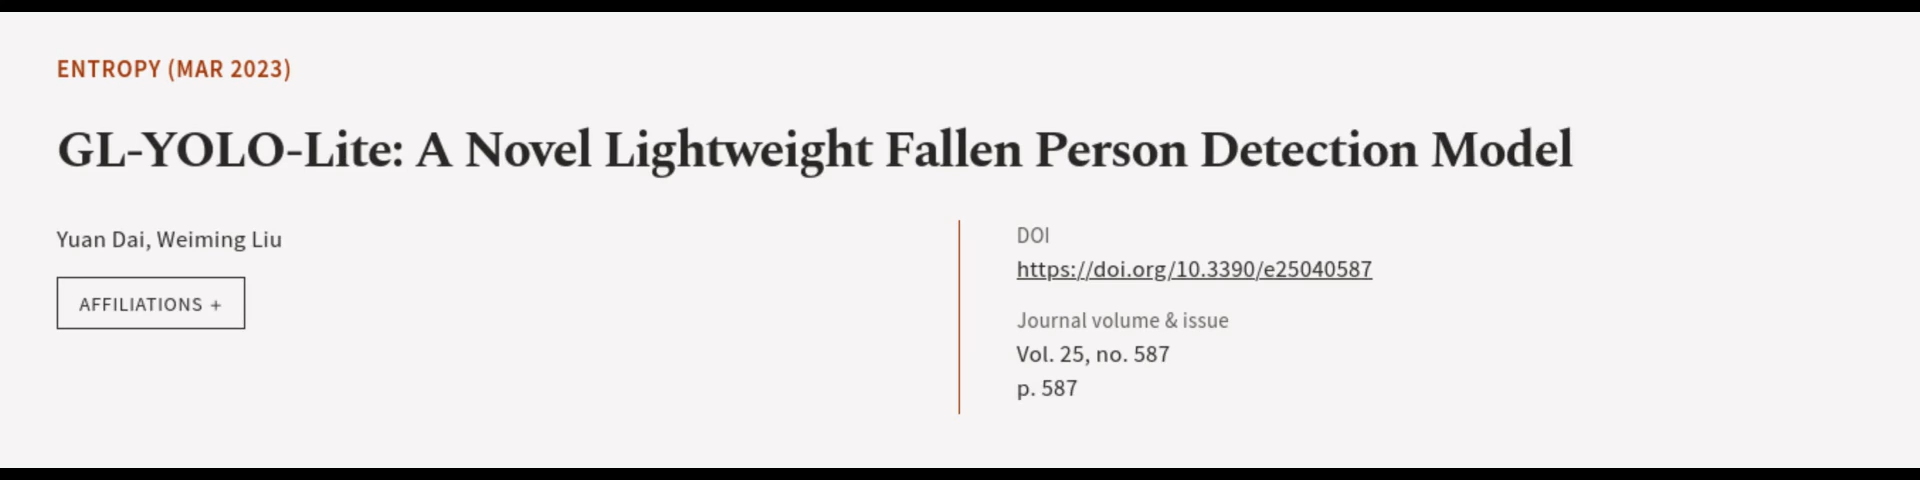 ENTROPY (MAR 2023)
GL-YOLO-Lite: A Novel Lightweight Fallen Person Detection Model
Yuan Dai, Weiming Liu
AFFILIATIONS +
DOI
https://doi.org/10.3390/e25040587
Journal volume & issue
Vol. 25, no. 587
p. 587